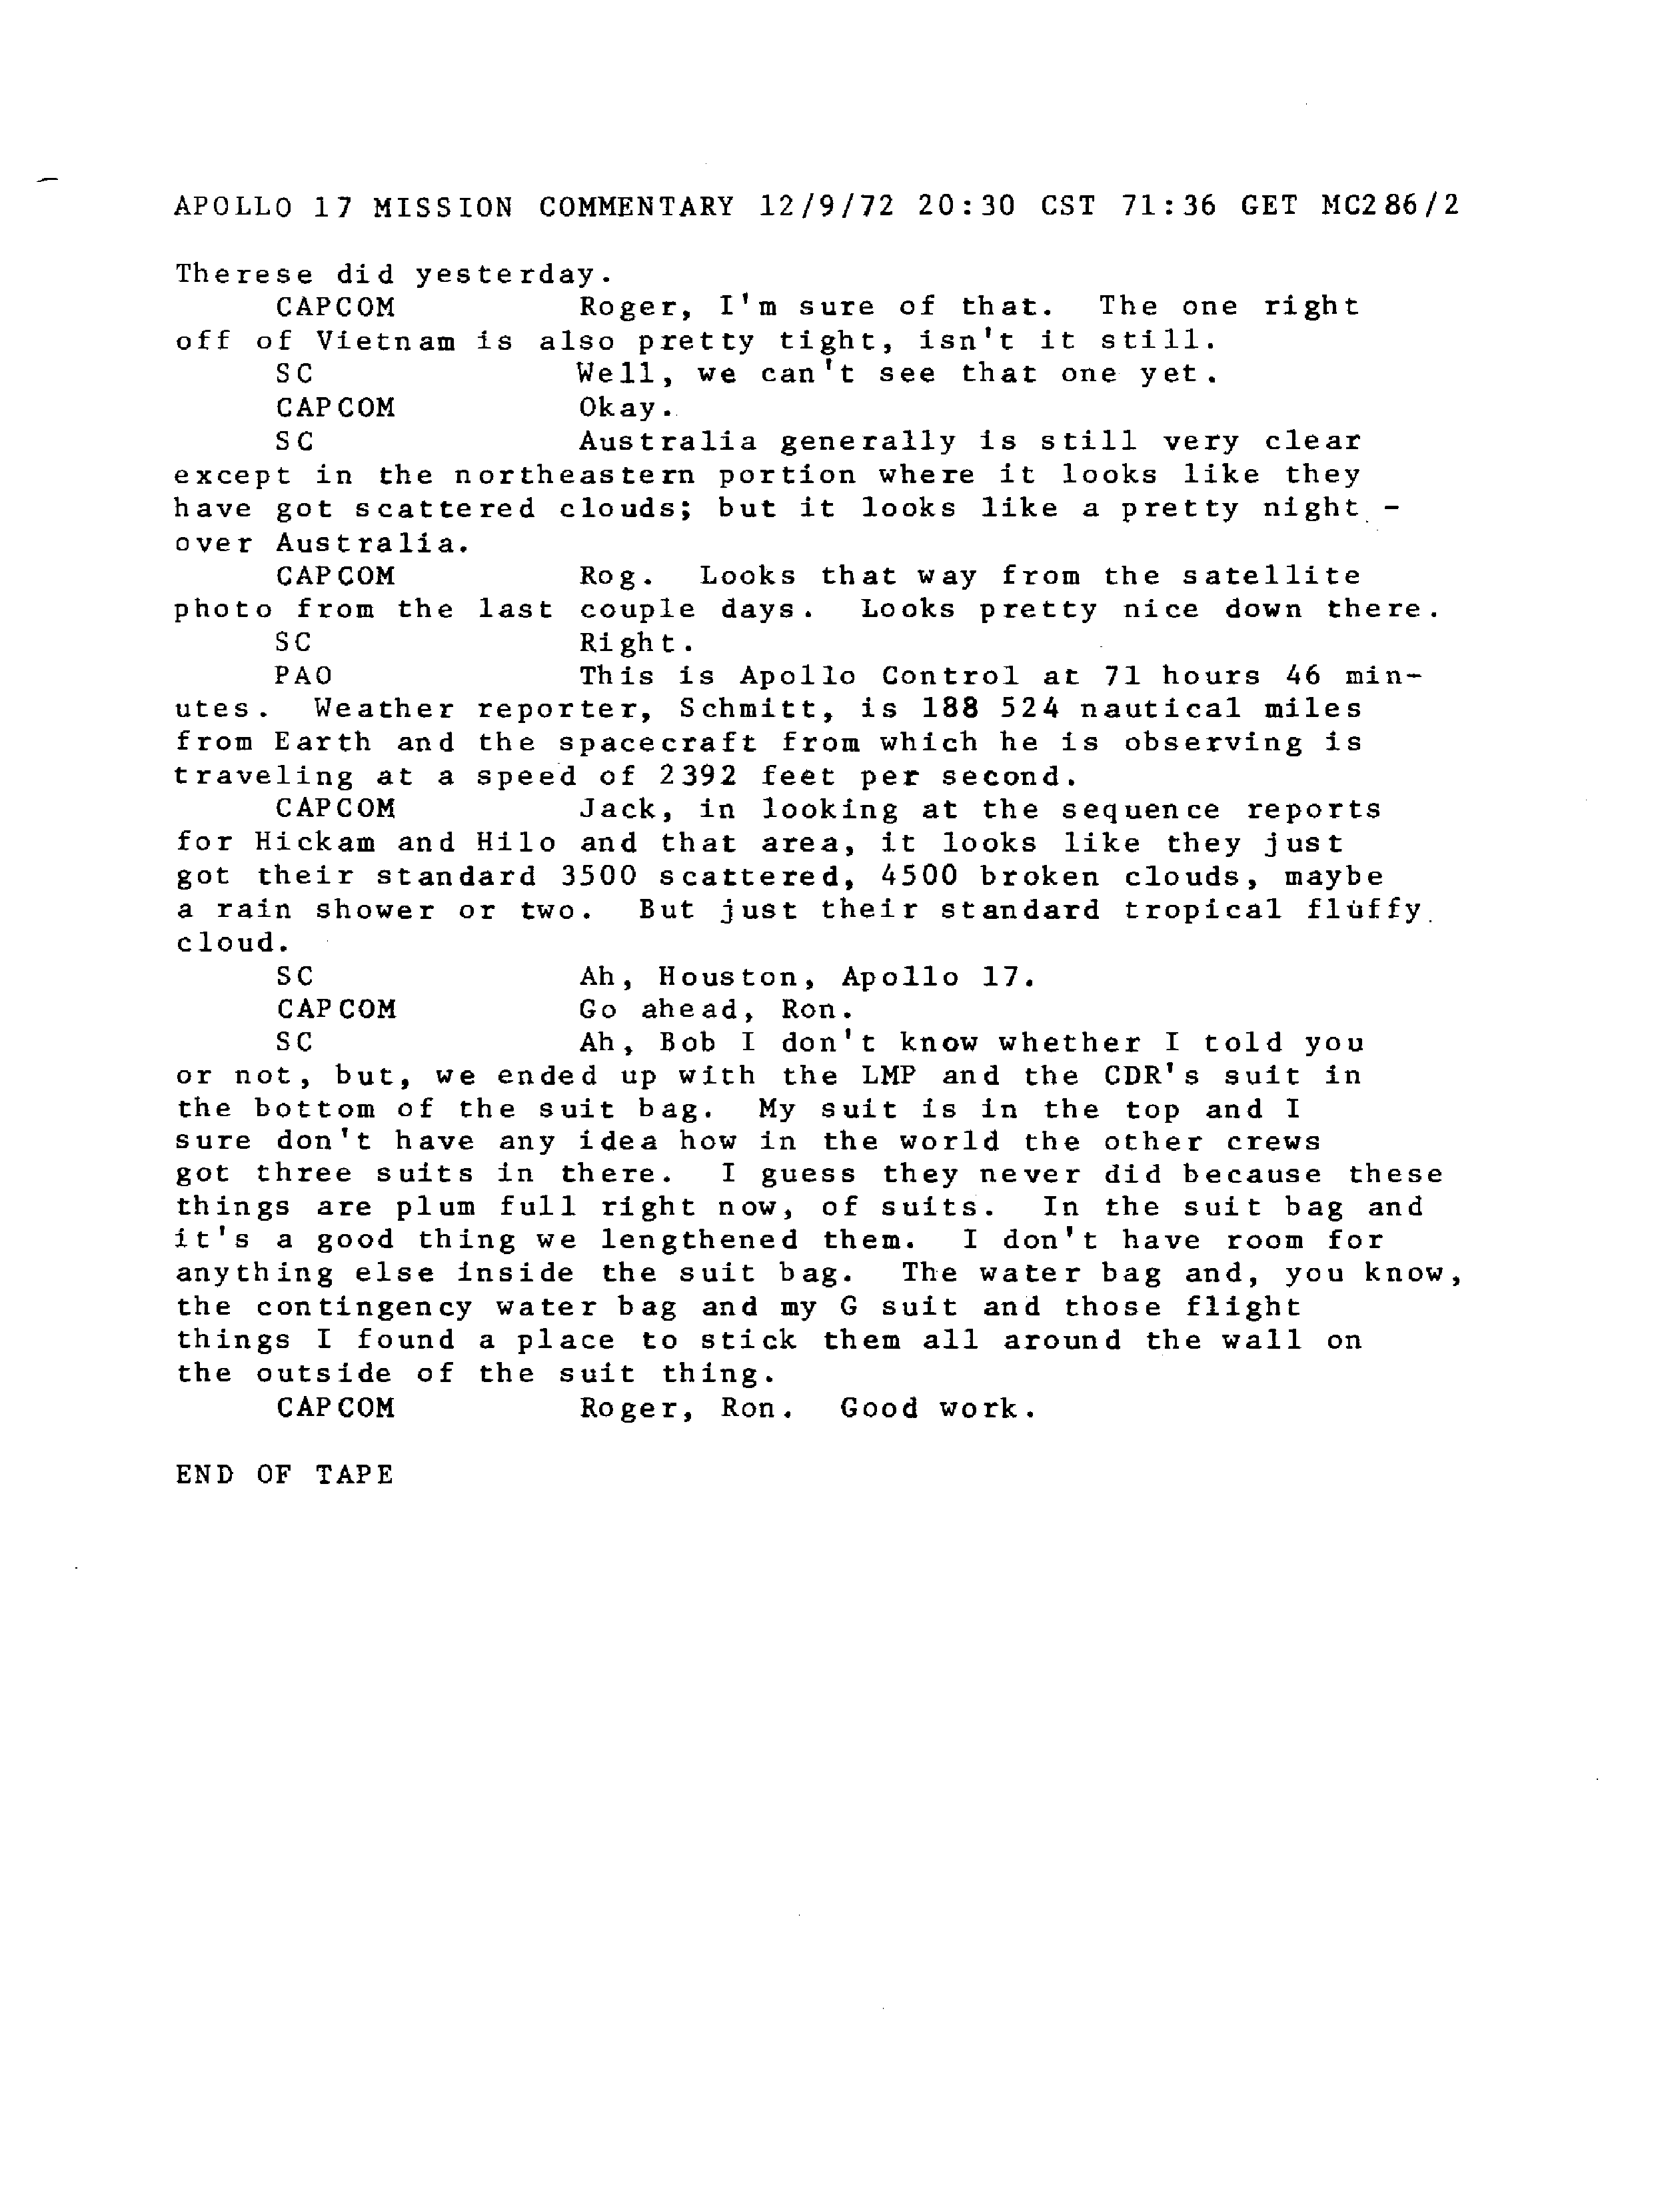 APOLLO 17 MISSION COMMENTARY 12/9/72 20:30 CST 71:36 GET MC286/2
Therese did yesterday.
CAPCOM Roger, I'm sure of that. The one right
off of Vietnam is also pretty tight, isn't it still.
SC Well, we can't see that one yet.
CAPCOM Okay.
SC Australia generally is still very clear
except in the northeastern portion where it looks like they
have got scattered clouds; but it looks like a pretty night -
over Australia.
CAPCOM Rog. Looks that way from the satellite
photo from the last couple days. Looks pretty nice down there.
SC Right.
PAO This is Apollo Control at 71 hours 46 min-
utes. Weather reporter, Schmitt, is 188 524 nautical miles
from Earth and the spacecraft from which he is observing is
traveling at a speed of 2392 feet per second.
CAPCOM Jack, in looking at the sequence reports
for Hickam and Hilo and that area, it looks like they just
got their standard 3500 scattered, 4500 broken clouds, maybe
a rain shower or two. But just their standard tropical fluffy
cloud.
SC Ah, Houston, Apollo 17.
CAPCOM Go ahead, Ron.
SC Ah, Bob I don't know whether I told you
or not, but, we ended up with the LMP and the CDR's suit in
the bottom of the suit bag. My suit is in the top and I
sure don't have any idea how in the world the other crews
got three suits in there. I guess they never did because these
things are plum full right now, of suits. In the suit bag and
it's a good thing we lengthened them. I don't have room for
anything else inside the suit bag. The water bag and, you know,
the contingency water bag and my G suit and those flight
things I found a place to stick them all around the wall on
the outside of the suit thing.
CAPCOM Roger, Ron. Good work.
END OF TAPE